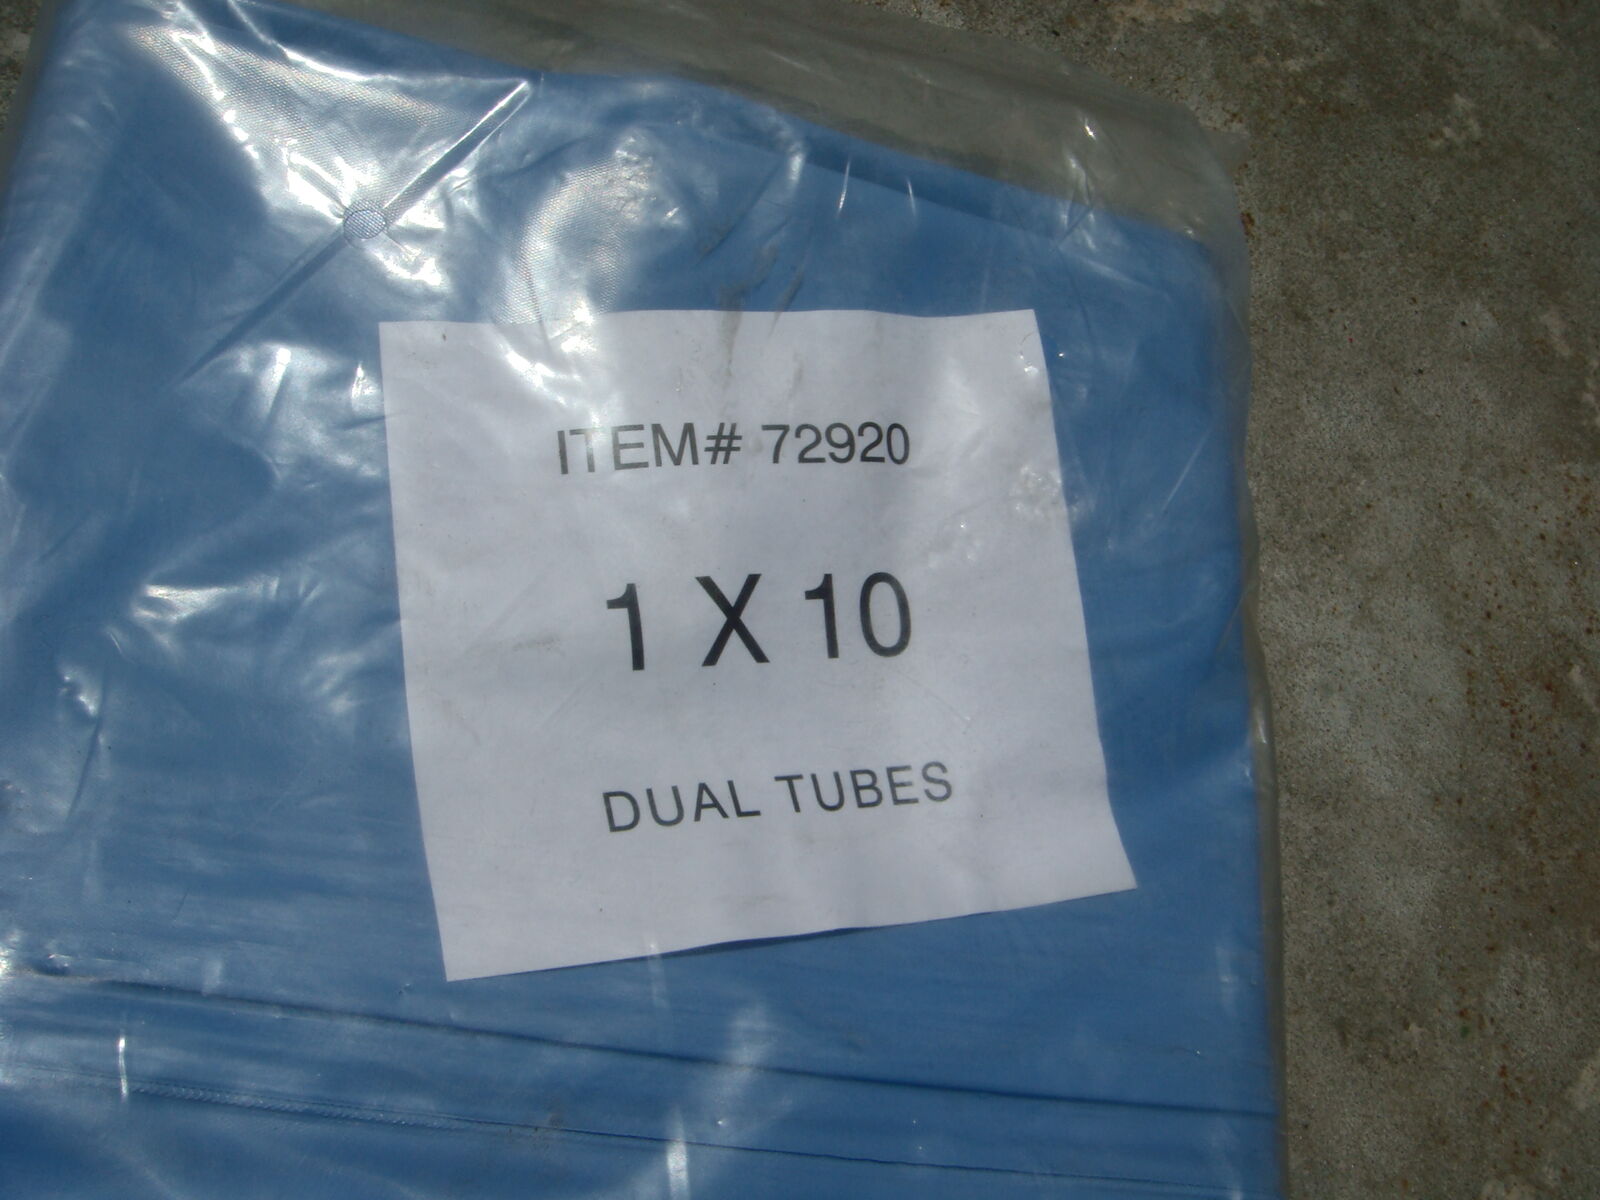 ITEM# 72920
1 X 10
DUAL TUBES